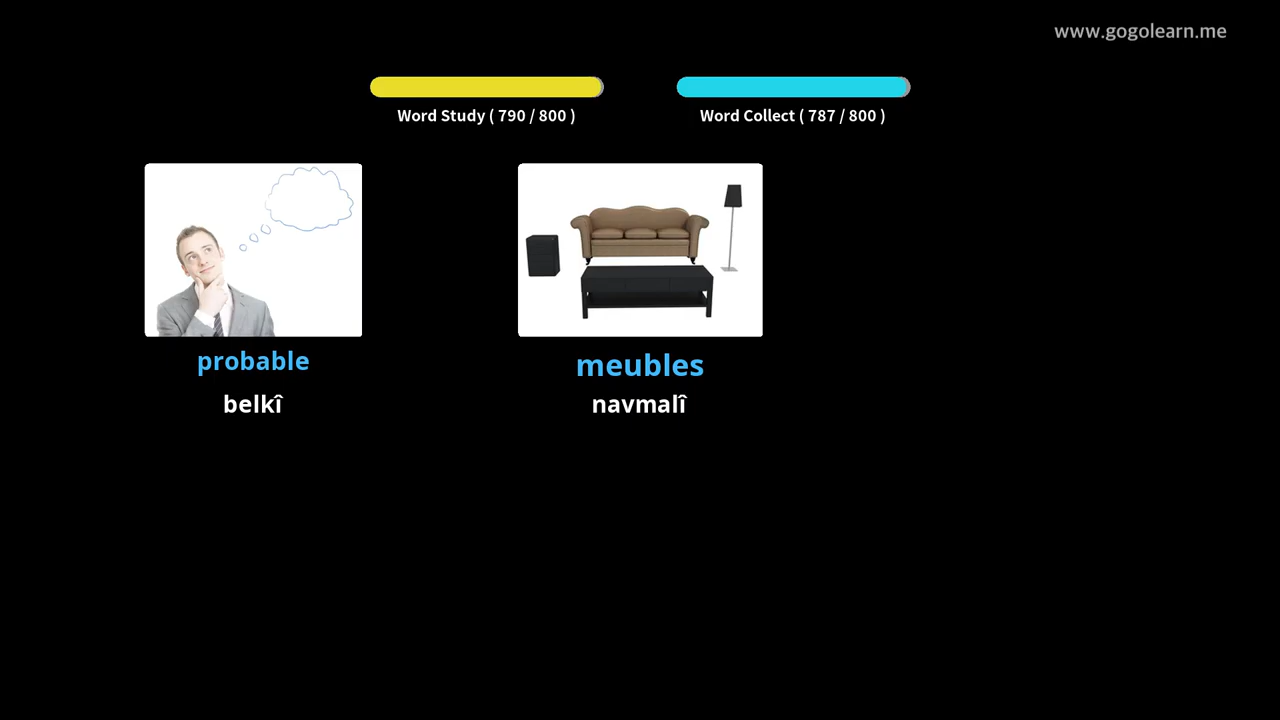 www.gogolearn.me
Word Study ( 790 / 800 )
Word Collect ( 787 / 800 )
probable
belkî
meubles
navmalî